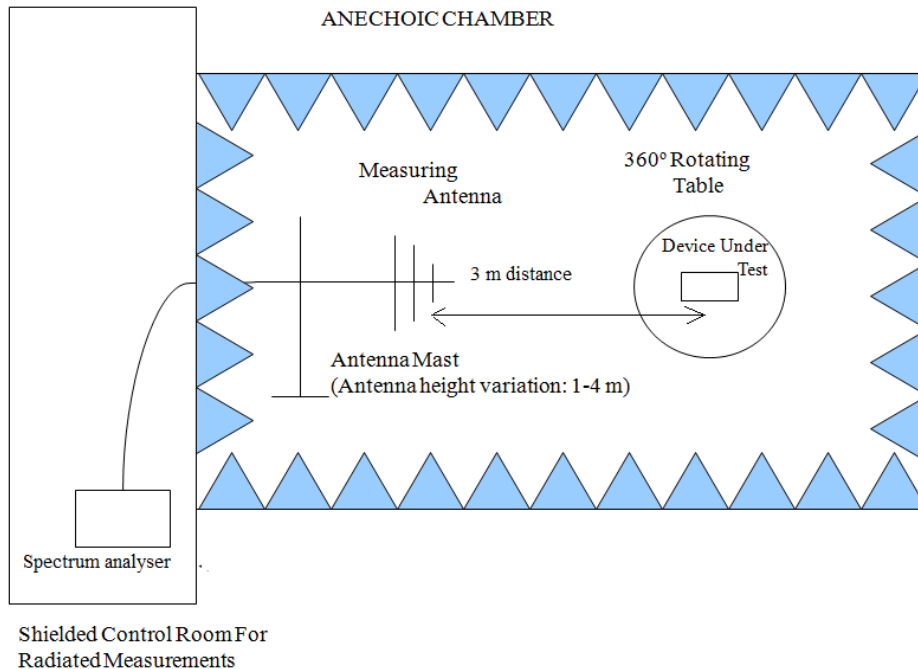 ANECHOIC CHAMBER
Measuring
Antenna
360º Rotating
Table
Device Under
Test
3 m distance
Antenna Mast
(Antenna height variation: 1-4 m)
Spectrum analyser
Shielded Control Room For
Radiated Measurements